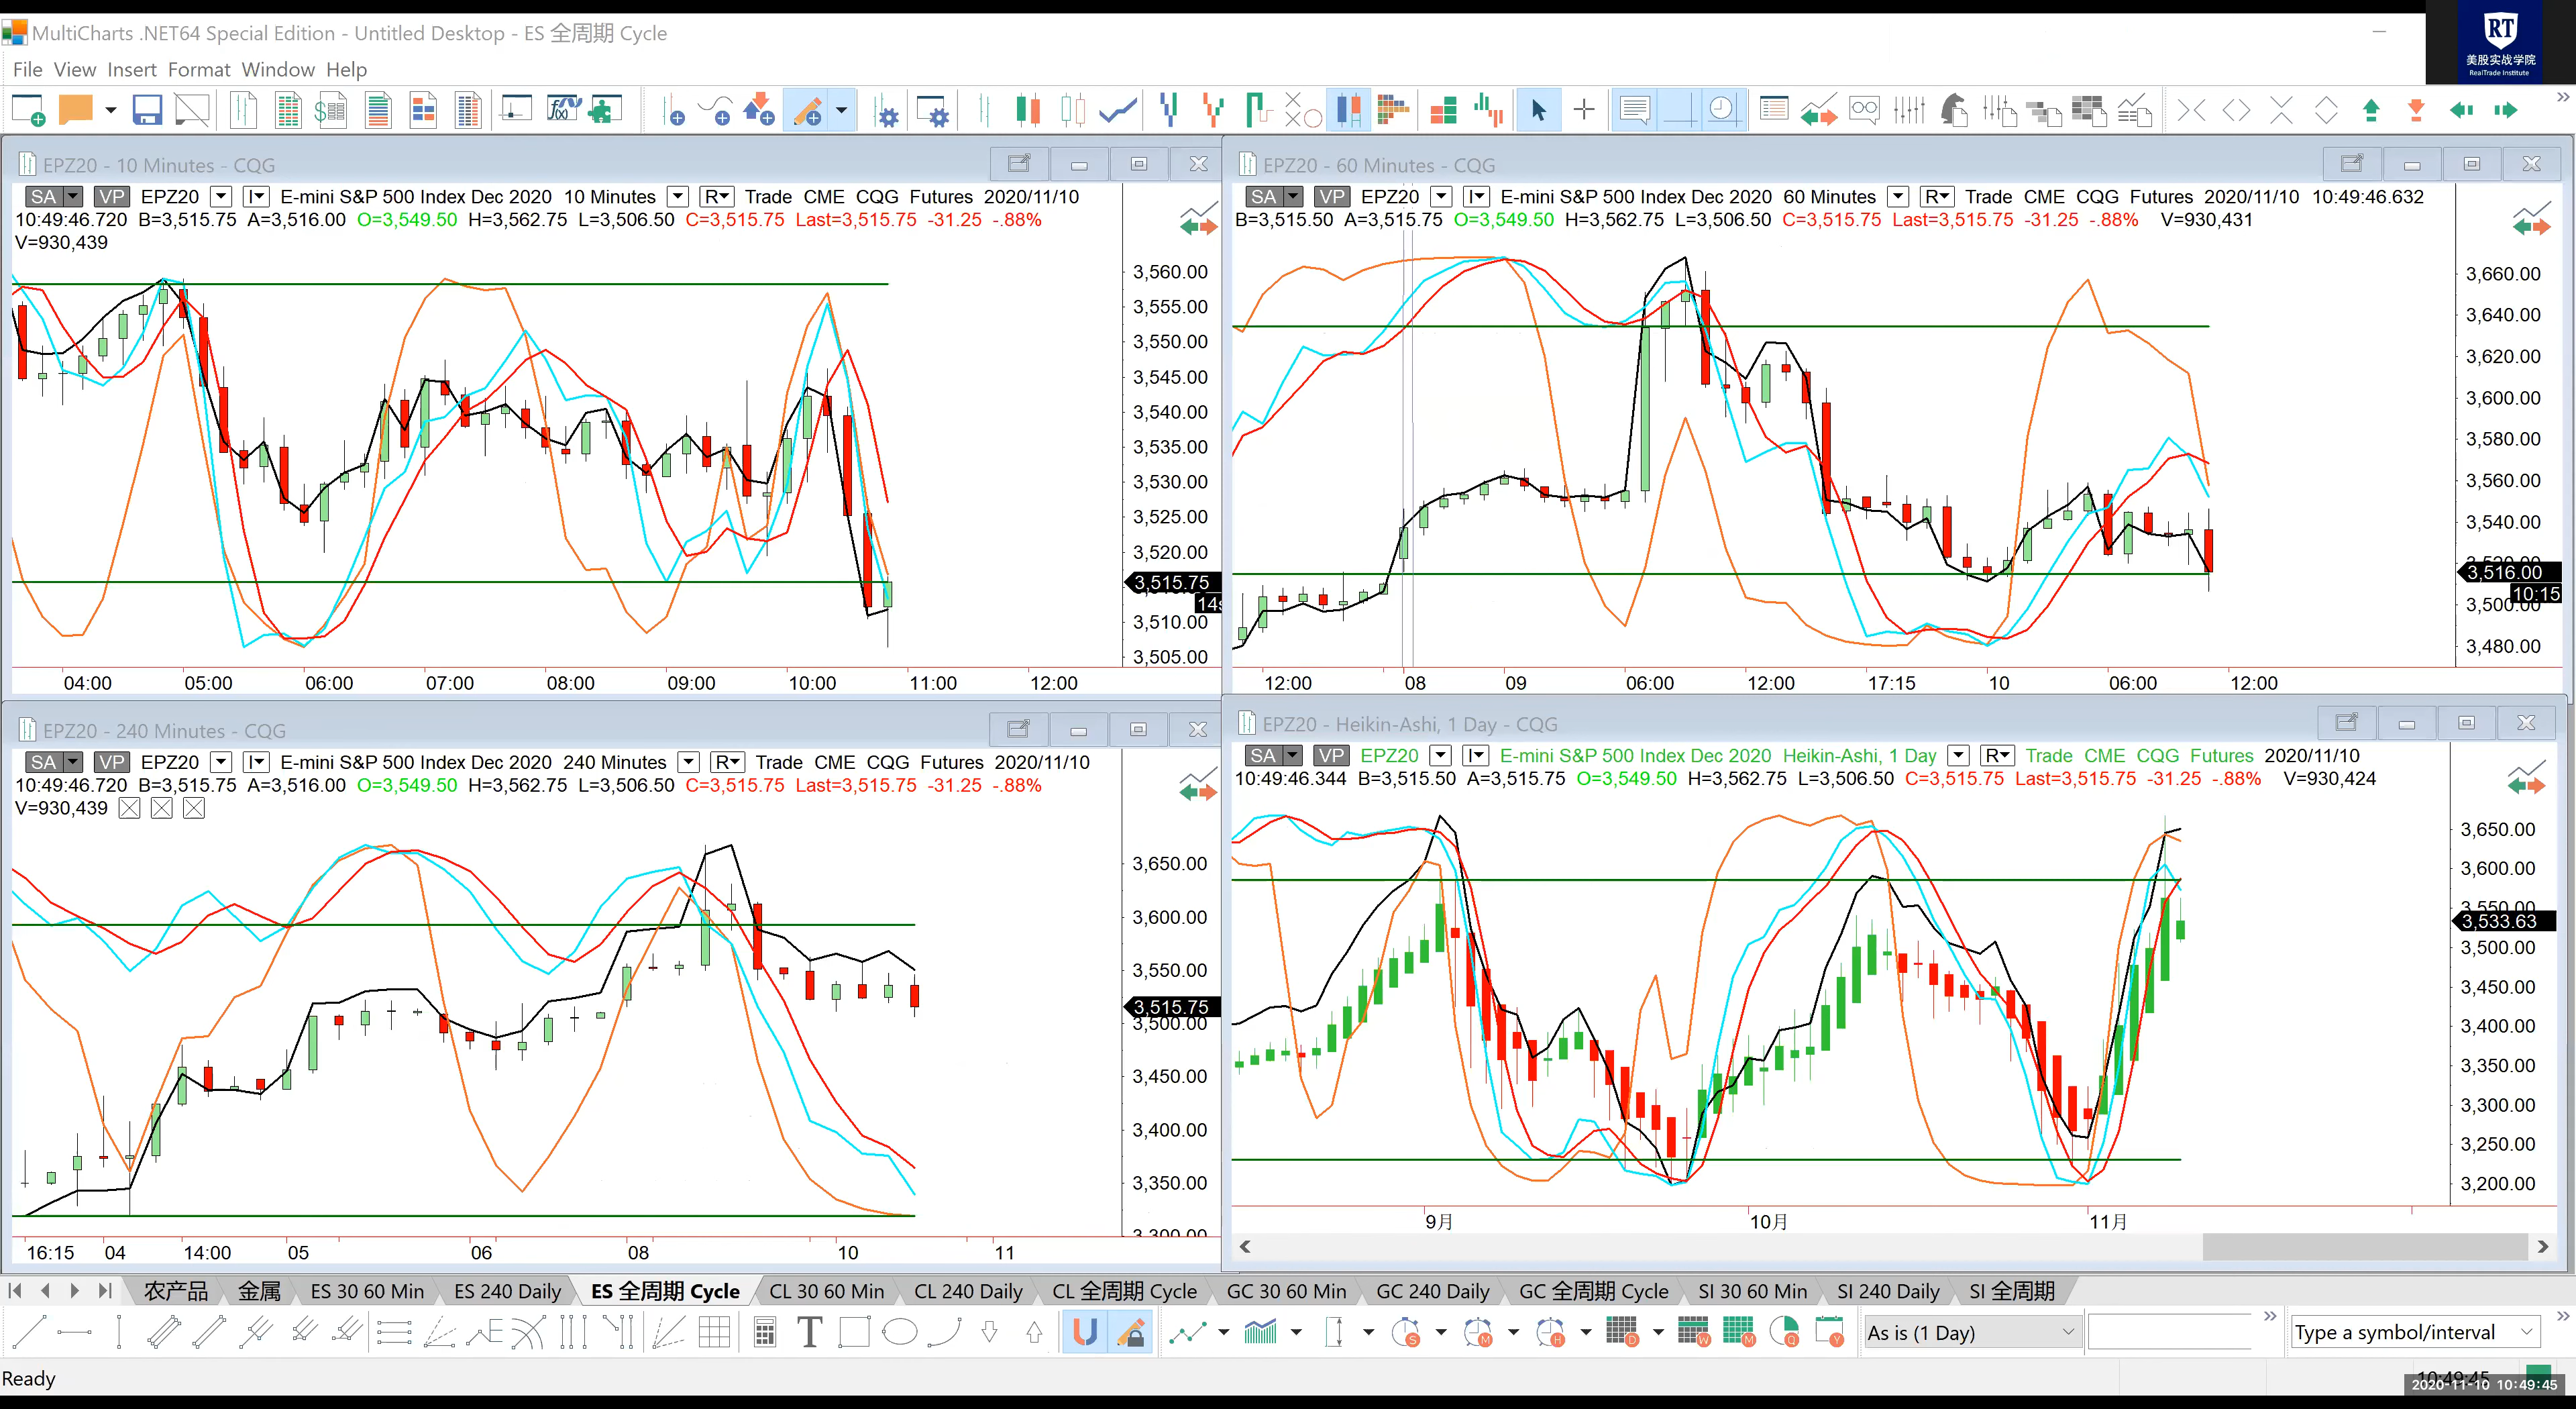 MultiCharts .NET64 Special Edition - Untitled Desktop - ES 全周期 Cycle
RT
美股实战学院
RealTrade Institute
File View Insert Format Window Help
EPZ20 - 10 Minutes - CQG
SA VP EPZ20 I E-mini S&P 500 Index Dec 2020 10 Minutes R Trade CME CQG Futures 2020/11/10
10:49:46.720 B=3,515.75 A=3,516.00 O=3,549.50 H=3,562.75 L=3,506.50 C=3,515.75 Last=3,515.75 -31.25 -.88%
V=930,439
3,560.00
3,555.00
3,550.00
3,545.00
3,540.00
3,535.00
3,530.00
3,525.00
3,520.00
3,515.75
3,510.00
3,505.00
04:00 05:00 06:00 07:00 08:00 09:00 10:00 11:00 12:00
EPZ20 - 60 Minutes - CQG
SA VP EPZ20 I E-mini S&P 500 Index Dec 2020 60 Minutes R Trade CME CQG Futures 2020/11/10 10:49:46.632
B=3,515.50 A=3,515.75 O=3,549.50 H=3,562.75 L=3,506.50 C=3,515.75 Last=3,515.75 -31.25 -.88% V=930,431
3,660.00
3,640.00
3,620.00
3,600.00
3,580.00
3,560.00
3,540.00
3,516.00
10:15
3,500.00
3,480.00
12:00 08 09 06:00 12:00 17:15 10 06:00 12:00
EPZ20 - 240 Minutes - CQG
SA VP EPZ20 I E-mini S&P 500 Index Dec 2020 240 Minutes R Trade CME CQG Futures 2020/11/10
10:49:46.720 B=3,515.75 A=3,516.00 O=3,549.50 H=3,562.75 L=3,506.50 C=3,515.75 Last=3,515.75 -31.25 -.88%
V=930,439
3,650.00
3,600.00
3,550.00
3,515.75
3,500.00
3,450.00
3,400.00
3,350.00
3,300.00
16:15 04 14:00 05 06 08 10 11
EPZ20 - Heikin-Ashi, 1 Day - CQG
SA VP EPZ20 I E-mini S&P 500 Index Dec 2020 Heikin-Ashi, 1 Day R Trade CME CQG Futures 2020/11/10
10:49:46.344 B=3,515.50 A=3,515.75 O=3,549.50 H=3,562.75 L=3,506.50 C=3,515.75 Last=3,515.75 -31.25 -.88% V=930,424
3,650.00
3,600.00
3,550.00
3,533.63
3,500.00
3,450.00
3,400.00
3,350.00
3,300.00
3,250.00
3,200.00
9月 10月 11月
农产品 金属 ES 30 60 Min ES 240 Daily ES 全周期 Cycle CL 30 60 Min CL 240 Daily CL 全周期 Cycle GC 30 60 Min GC 240 Daily GC 全周期 Cycle SI 30 60 Min SI 240 Daily SI 全周期
As is (1 Day)
Type a symbol/interval
Ready
10:49:45
2020-11-10 10:49:45